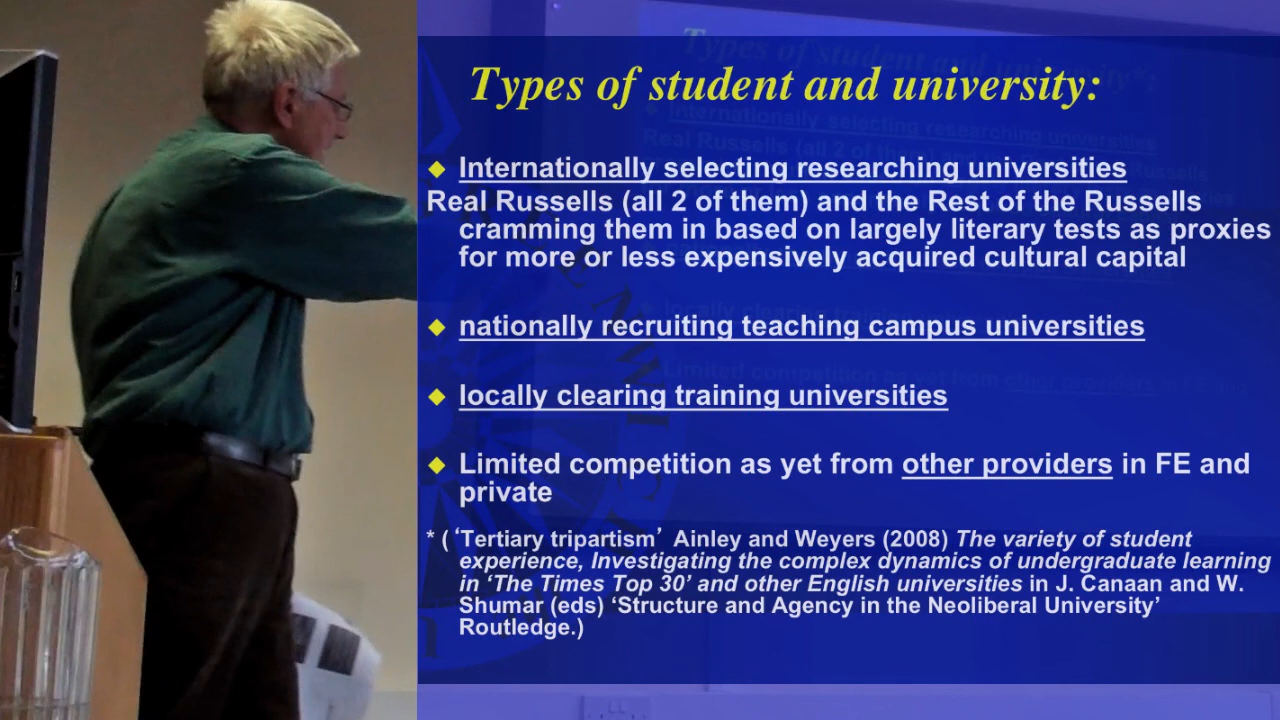 Types of student and university:
Internationally selecting researching universities
Real Russells (all 2 of them) and the Rest of the Russells
cramming them in based on largely literary tests as proxies
for more or less expensively acquired cultural capital
nationally recruiting teaching campus universities
locally clearing training universities
Limited competition as yet from other providers in FE and
private
* ( ‘Tertiary tripartism’ Ainley and Weyers (2008) The variety of student
experience, Investigating the complex dynamics of undergraduate learning
in ‘The Times Top 30’ and other English universities in J. Canaan and W.
Shumar (eds) ‘Structure and Agency in the Neoliberal University’
Routledge.)